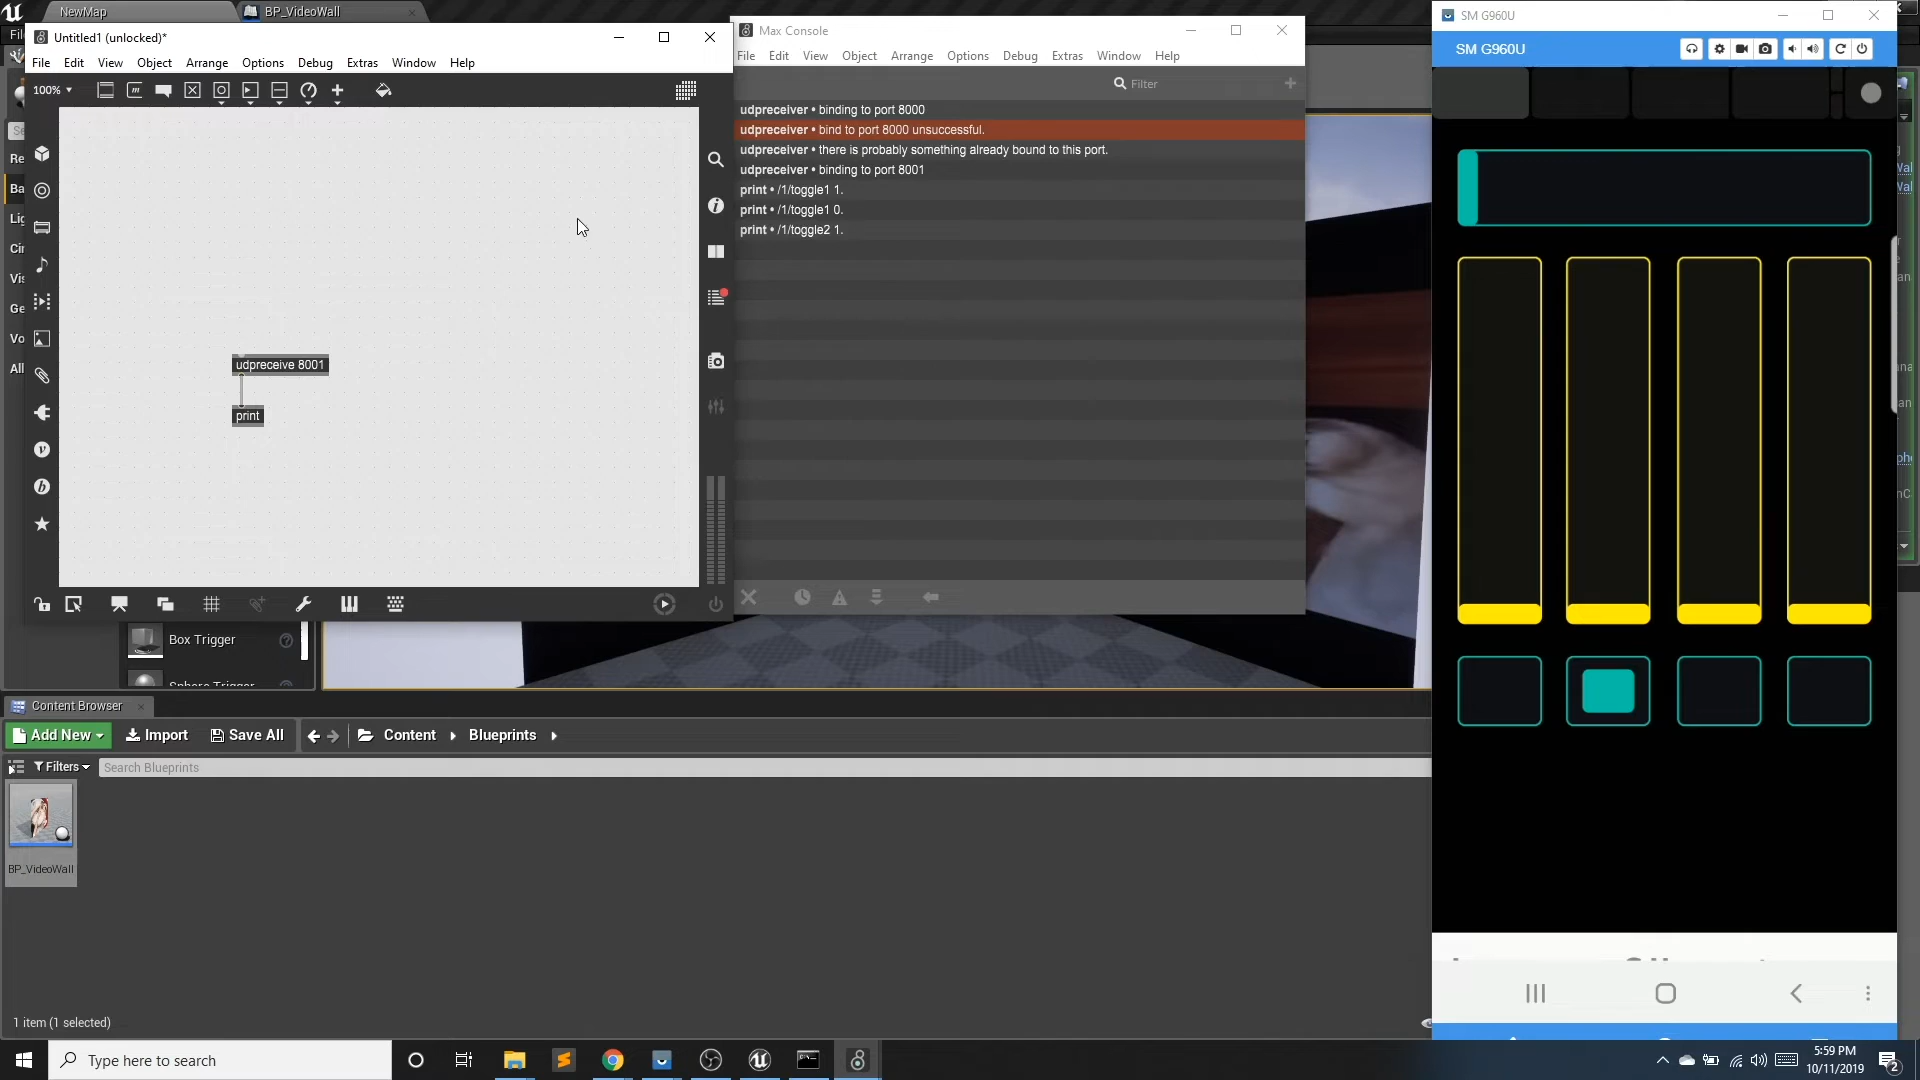 NewMap
BP_VideoWall
SM G960U
Untitled1 (unlocked)*
Max Console
File Edit View Object Arrange Options Debug Extras Window Help
File Edit View Object Arrange Options Debug Extras Window Help
SM G960U
100%
Filter
udpreceiver • binding to port 8000
udpreceiver • bind to port 8000 unsuccessful.
udpreceiver • there is probably something already bound to this port.
udpreceiver • binding to port 8001
print • /1/toggle1 1.
print • /1/toggle1 0.
print • /1/toggle2 1.
udpreceive 8001
print
Box Trigger
Sphere Trigger
Content Browser
Add New Import Save All Content Blueprints
Filters Search Blueprints
BP_VideoWall
1 item (1 selected)
Type here to search
5:59 PM
10/11/2019
2